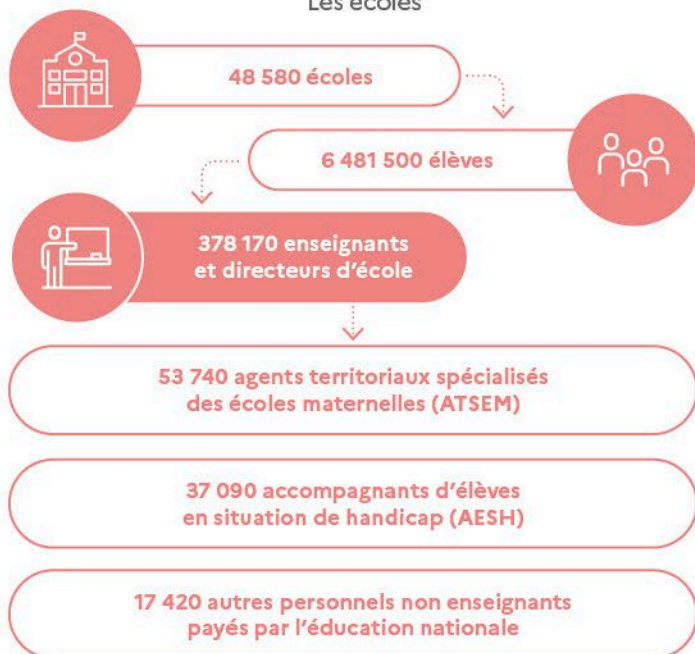 Les écoles
48 580 écoles
6 481 500 élèves
378 170 enseignants
et directeurs d'école
53 740 agents territoriaux spécialisés
des écoles maternelles (ATSEM)
37 090 accompagnants d'élèves
en situation de handicap (AESH)
17 420 autres personnels non enseignants
payés par l'éducation nationale